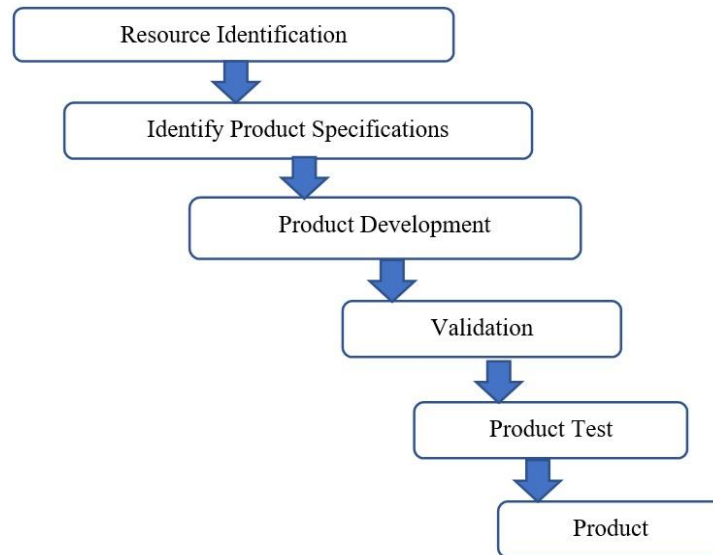 Resource Identification
Identify Product Specifications
Product Development
Validation
Product Test
Product